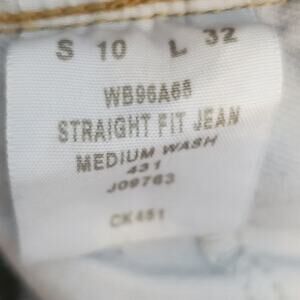 S 10 L 32
WB96A68
STRAIGHT FIT JEAN
MEDIUM WASH
431
J09763
CK451